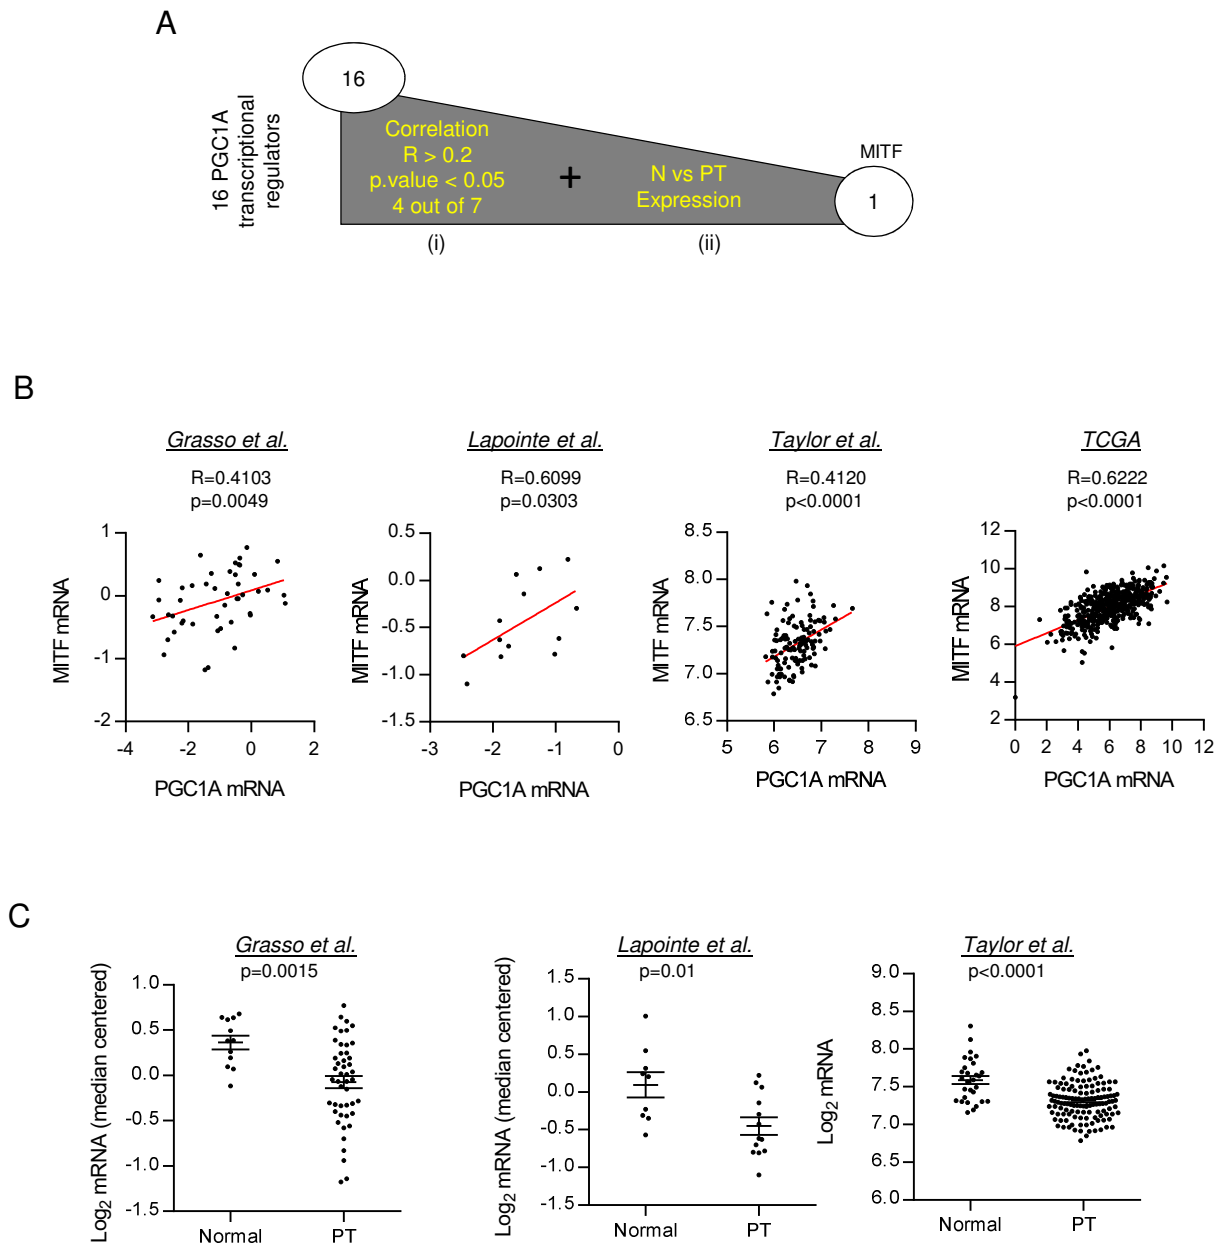 A
16
16 PGC1A
transcriptional
regulators
Correlation
R > 0.2
p.value < 0.05
4 out of 7
+
N vs PT
Expression
MITF
1
(i)
(ii)
B
Grasso et al.
R=0.4103
p=0.0049
MITF mRNA
1
0
-1
-2
-4 -2 0 2
PGC1A mRNA
Lapointe et al.
R=0.6099
p=0.0303
MITF mRNA
0.5
0.0
-0.5
-1.0
-1.5
-3 -2 -1 0
PGC1A mRNA
Taylor et al.
R=0.4120
p<0.0001
MITF mRNA
8.5
8.0
7.5
7.0
6.5
5 6 7 8 9
PGC1A mRNA
TCGA
R=0.6222
p<0.0001
MITF mRNA
12
10
8
6
4
2
0 2 4 6 8 10 12
PGC1A mRNA
C
Grasso et al.
p=0.0015
Log2 mRNA (median centered)
1.0
0.5
0.0
-0.5
-1.0
-1.5
Normal PT
Lapointe et al.
p=0.01
Log2 mRNA (median centered)
1.5
1.0
0.5
0.0
-0.5
-1.0
-1.5
Normal PT
Taylor et al.
p<0.0001
Log2 mRNA
9.0
8.5
8.0
7.5
7.0
6.5
6.0
Normal PT